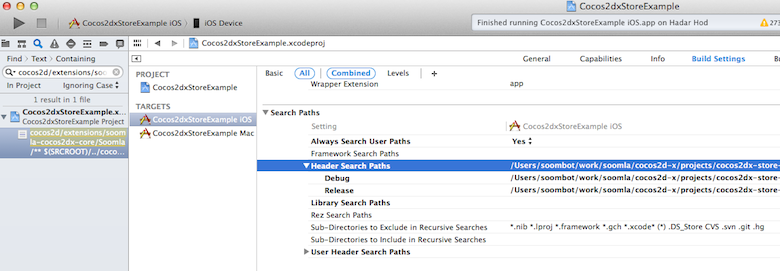 Cocos2dxStoreExample
Cocos2dxStoreExample iOS
iOS Device
Finished running Cocos2dxStoreExample iOS.app on Hadar Hod
273
Cocos2dxStoreExample.xcodeproj
Find
Text
Containing
cocos2d/extensions/soo
In Project
Ignoring Case
1 result in 1 file
Cocos2dxStoreExample.x...
Cocos2dxStoreExample Project
cocos2d/extensions/soom
la-cocos2dx-core/Soomla
/** ${SRCROOT}/../coco...
PROJECT
Cocos2dxStoreExample
TARGETS
Cocos2dxStoreExample iOS
Cocos2dxStoreExample Mac
General
Capabilities
Info
Build Settings
Bu
Basic
All
Combined
Levels
+
Wrapper Extension
app
Search Paths
Setting
Cocos2dxStoreExample iOS
Always Search User Paths
Yes
Framework Search Paths
Header Search Paths
/Users/soombot/work/soomla/cocos2d-x/projects/cocos2dx-store-
Debug
/Users/soombot/work/soomla/cocos2d-x/projects/cocos2dx-store-
Release
/Users/soombot/work/soomla/cocos2d-x/projects/cocos2dx-store-
Library Search Paths
Rez Search Paths
Sub-Directories to Exclude in Recursive Searches
*.nib *.lproj *.framework *.gch *.xcode* (*) .DS_Store CVS .svn .git .hg
Sub-Directories to Include in Recursive Searches
User Header Search Paths